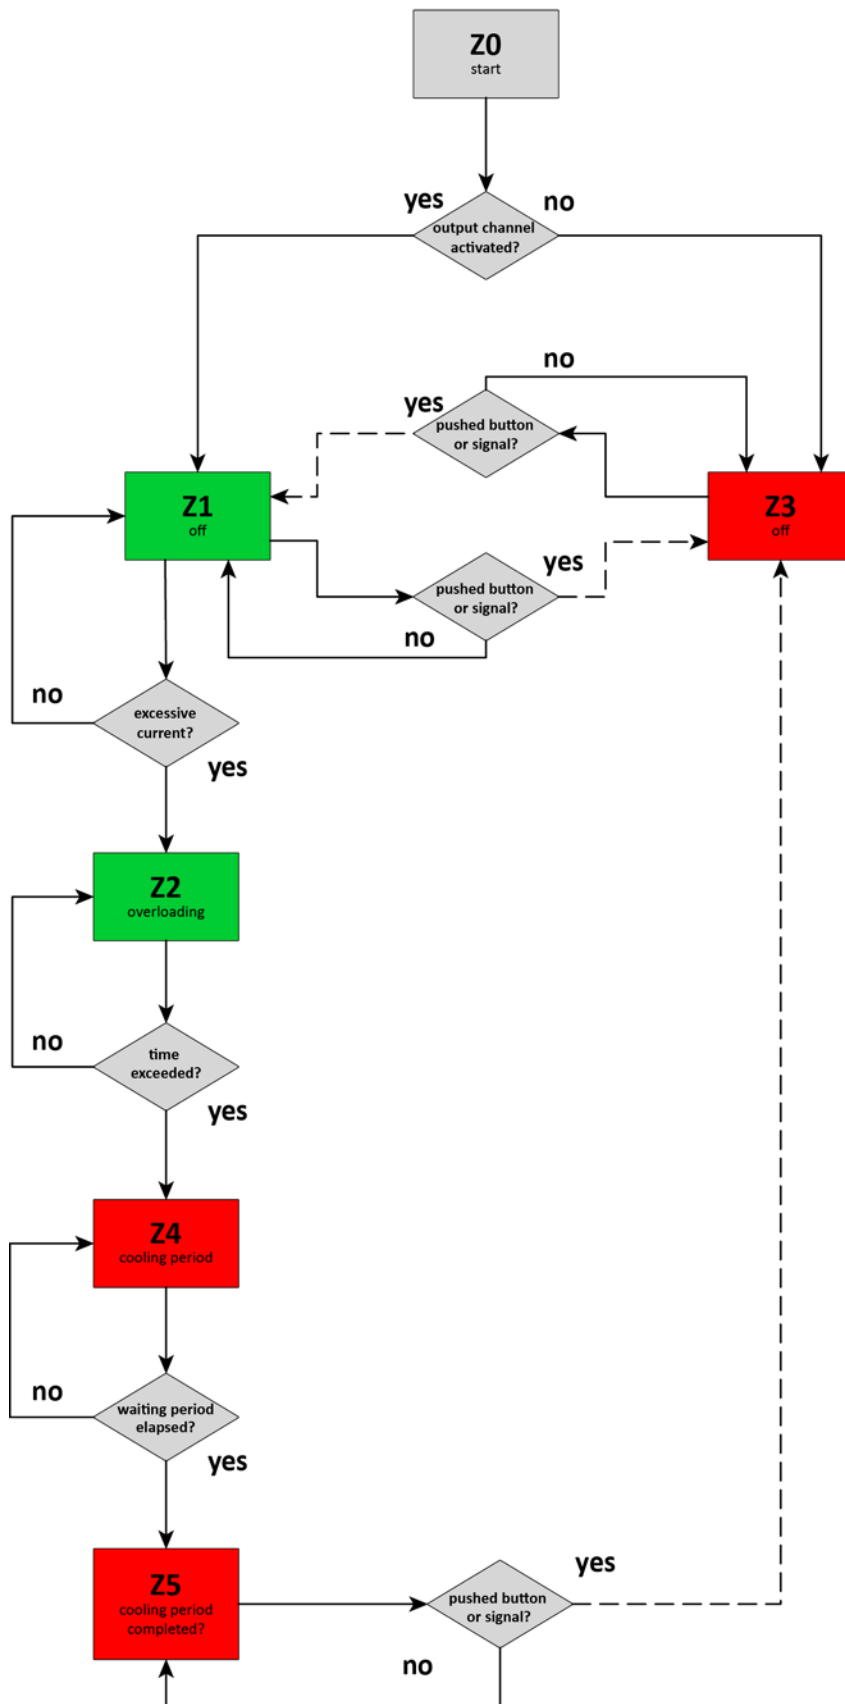 Z0
start
yes
no
output channel
activated?
no
yes
pushed button
or signal?
Z1
off
Z3
off
yes
pushed button
or signal?
no
no
excessive
current?
yes
Z2
overloading
no
time
exceeded?
yes
Z4
cooling period
no
waiting period
elapsed?
yes
Z5
cooling period
completed?
yes
pushed button
or signal?
no